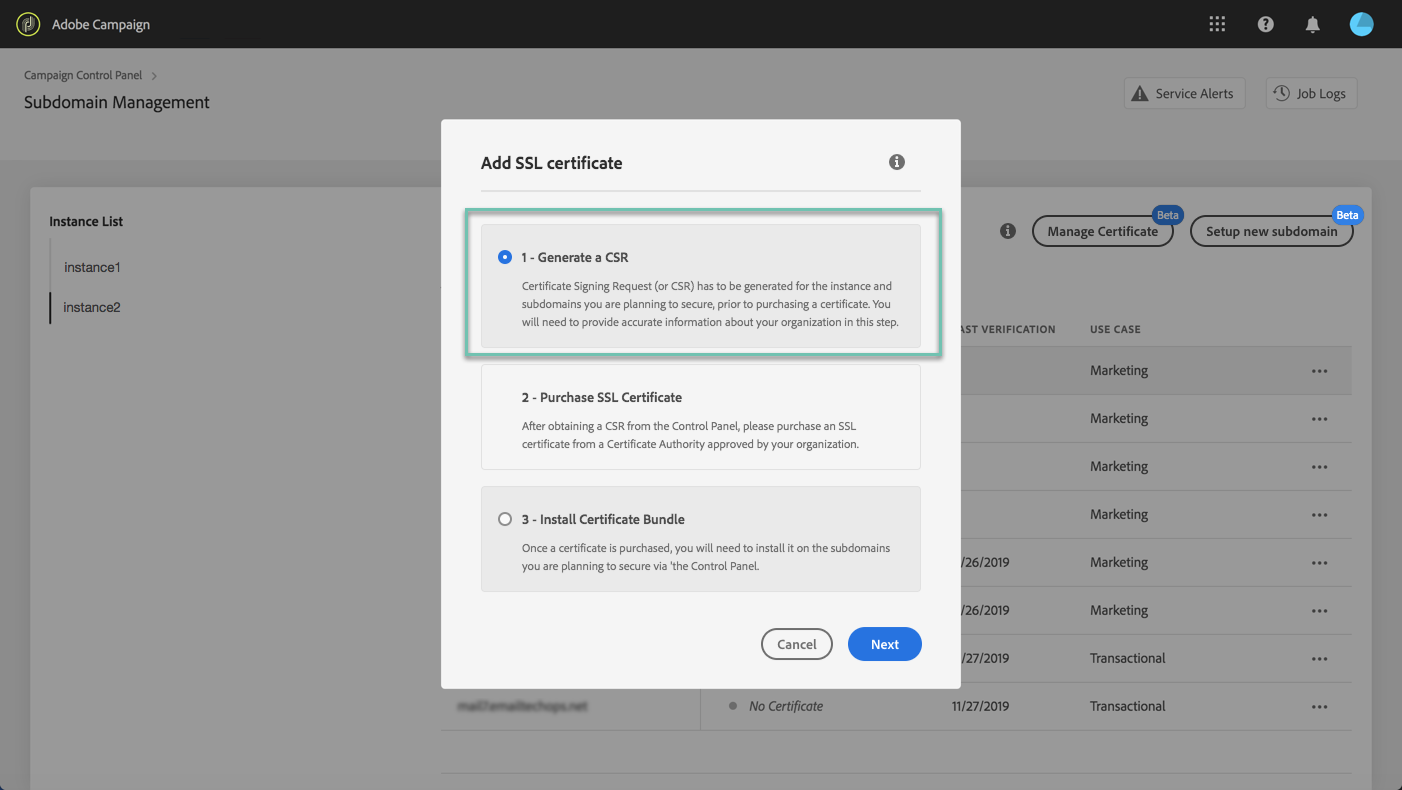 Adobe Campaign
Campaign Control Panel
Subdomain Management
Service Alerts
Job Logs
Instance List
instance1
instance2
Add SSL certificate
1 - Generate a CSR
Certificate Signing Request (or CSR) has to be generated for the instance and
subdomains you are planning to secure, prior to purchasing a certificate. You
will need to provide accurate information about your organization in this step.
2 - Purchase SSL Certificate
After obtaining a CSR from the Control Panel, please purchase an SSL
certificate from a Certificate Authority approved by your organization.
3 - Install Certificate Bundle
Once a certificate is purchased, you will need to install it on the subdomains
you are planning to secure via 'the Control Panel.
Cancel
Next
Manage Certificate
Beta
Setup new subdomain
Beta
AST VERIFICATION USE CASE
Marketing
Marketing
Marketing
Marketing
/26/2019 Marketing
/26/2019 Marketing
/27/2019 Transactional
No Certificate 11/27/2019 Transactional